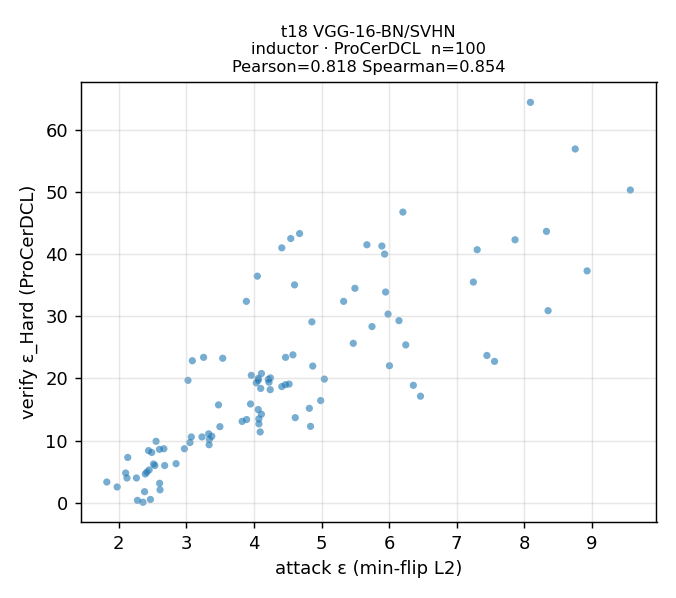 t18 VGG-16-BN/SVHN
inductor · ProCerDCL  n=100
Pearson=0.818 Spearman=0.854
verify ε_Hard (ProCerDCL)
60
50
40
30
20
10
0
2 3 4 5 6 7 8 9
attack ε (min-flip L2)